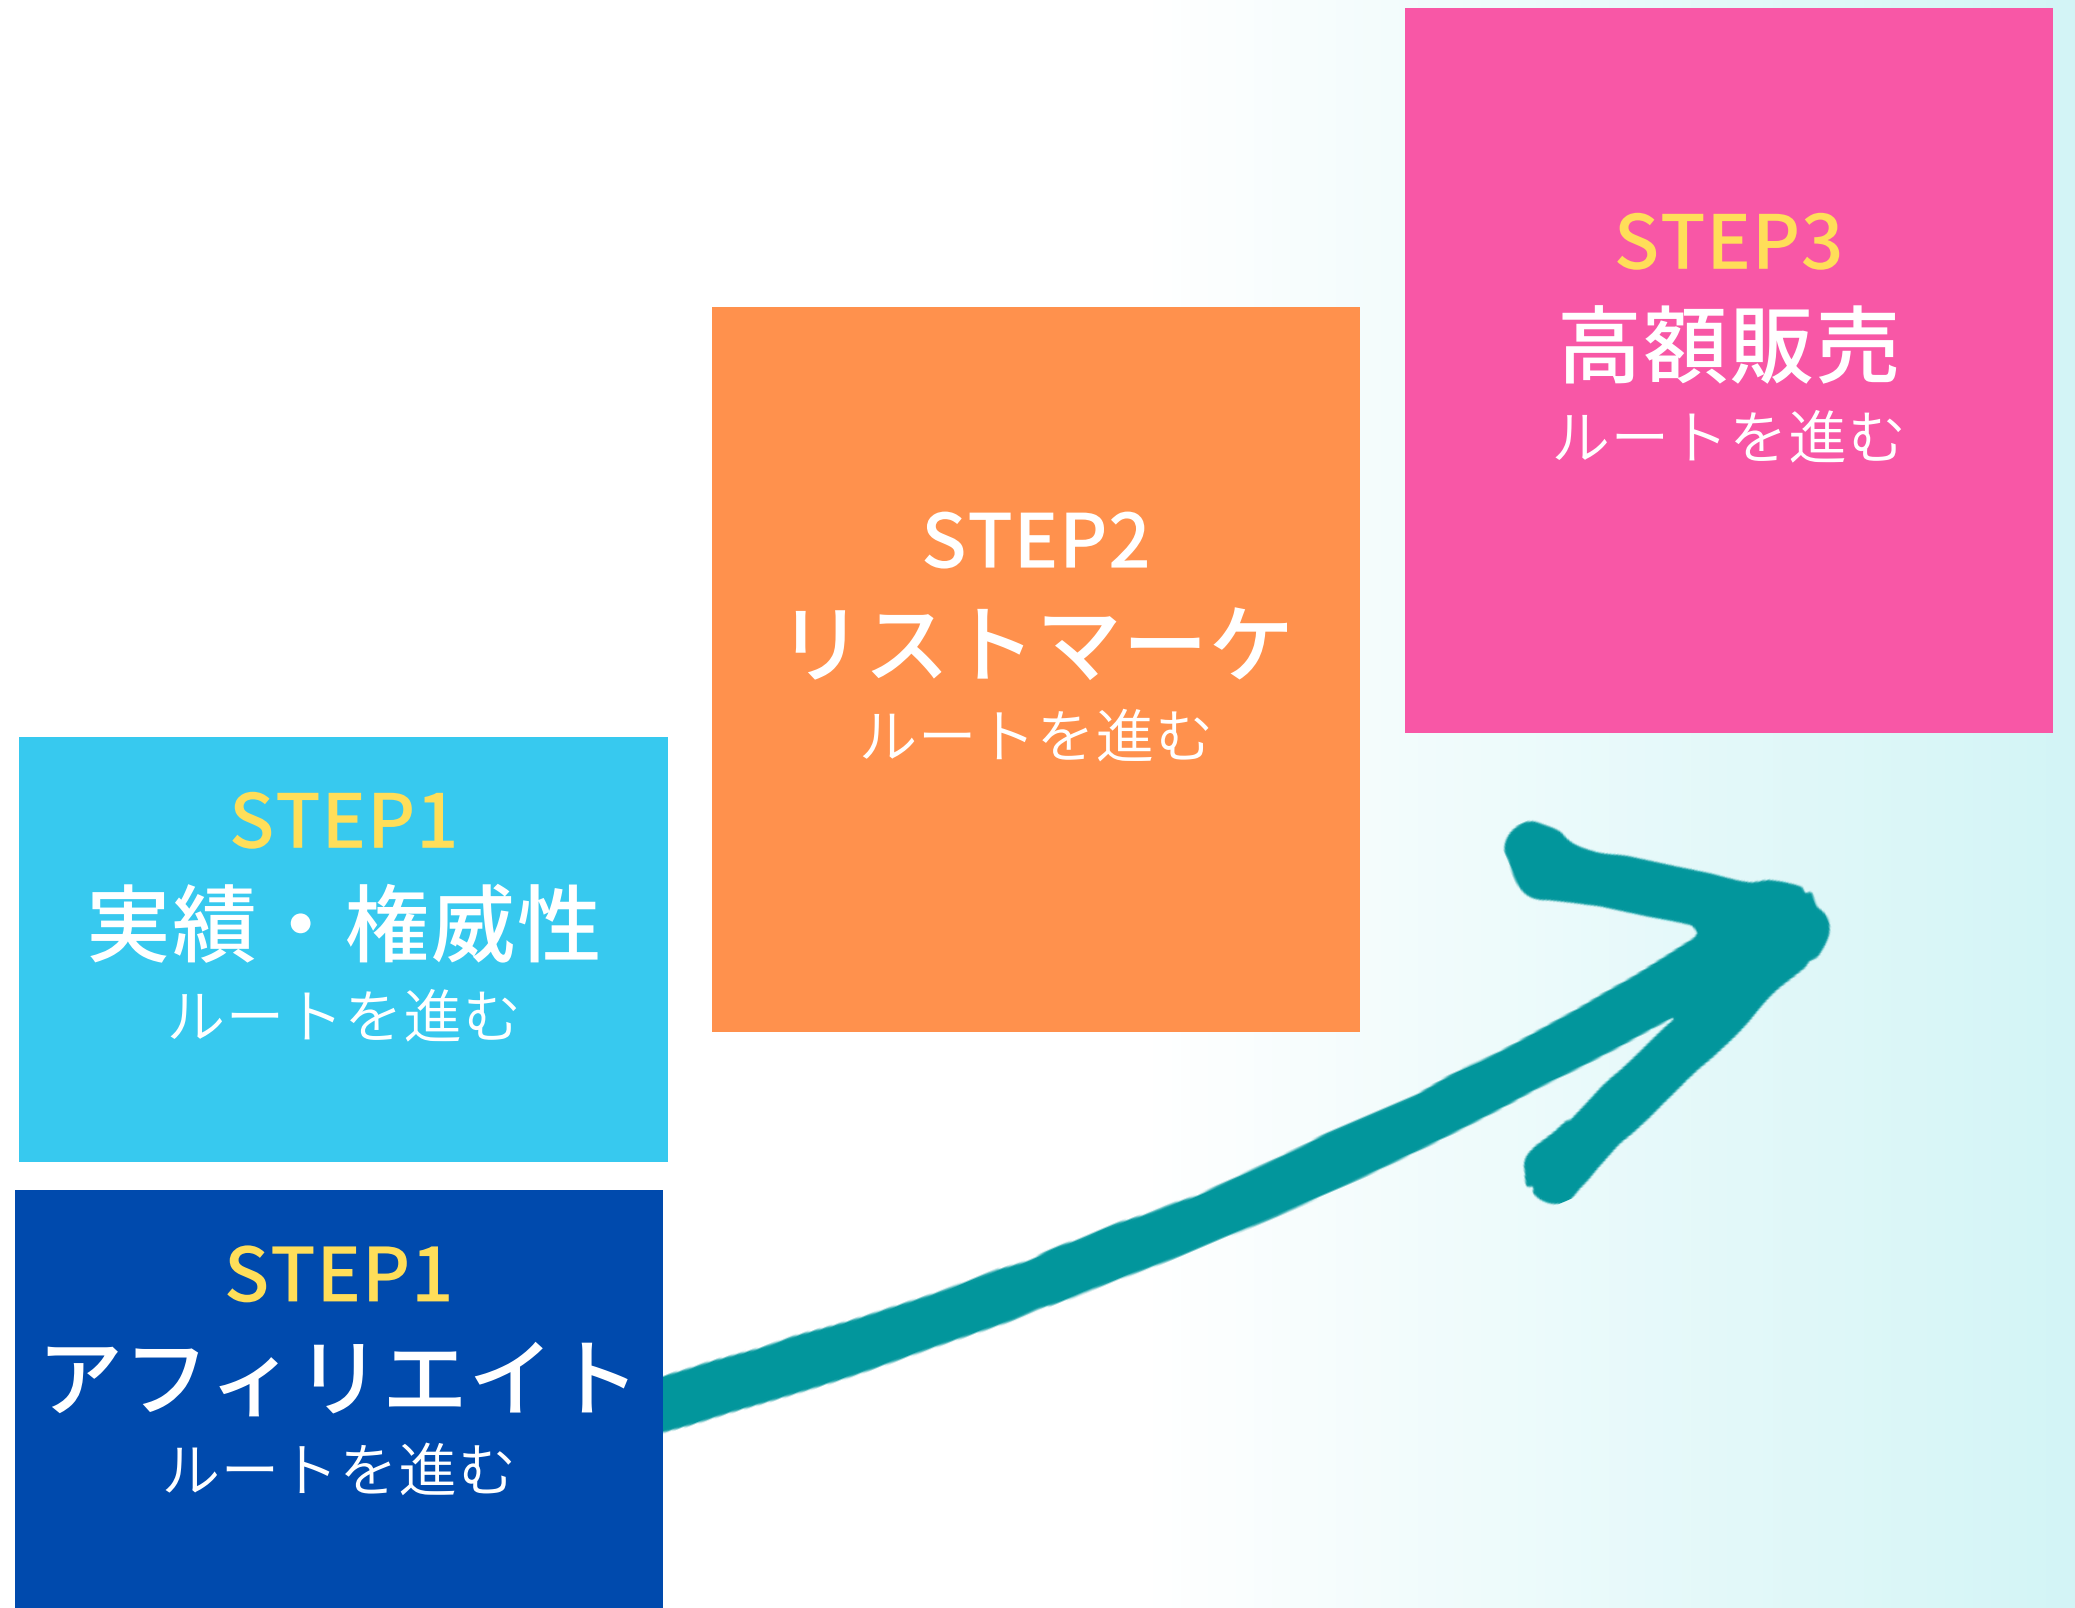 STEP1
実績・権威性
ルートを進む
STEP1
アフィリエイト
ルートを進む
STEP2
リストマーケ
ルートを進む
STEP3
高額販売
ルートを進む